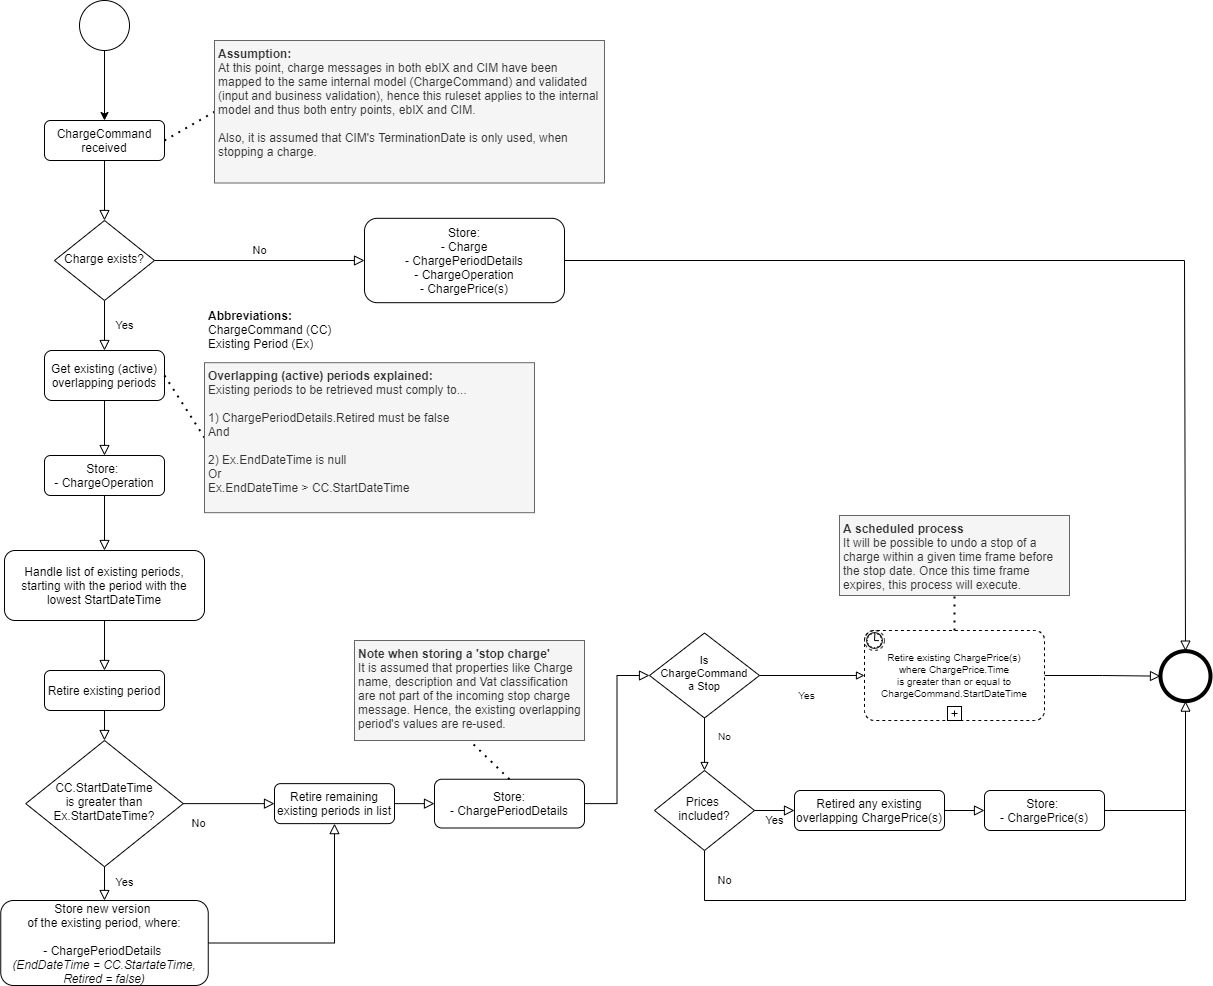 Assumption:
At this point, charge messages in both ebIX and CIM have been
mapped to the same internal model (ChargeCommand) and validated
(input and business validation), hence this ruleset applies to the internal
model and thus both entry points, ebIX and CIM.
Also, it is assumed that CIM's TerminationDate is only used, when
stopping a charge.
ChargeCommand
received
Charge exists?
No
Store:
- Charge
- ChargePeriodDetails
- ChargeOperation
- ChargePrice(s)
Yes
Abbreviations:
ChargeCommand (CC)
Existing Period (Ex)
Get existing (active)
overlapping periods
Overlapping (active) periods explained:
Existing periods to be retrieved must comply to...
1) ChargePeriodDetails.Retired must be false
And
2) Ex.EndDateTime is null
Or
Ex.EndDateTime > CC.StartDateTime
Store:
- ChargeOperation
Handle list of existing periods,
starting with the period with the
lowest StartDateTime
Retire existing period
CC.StartDateTime
is greater than
Ex.StartDateTime?
No
Yes
Store new version
of the existing period, where:
- ChargePeriodDetails
(EndDateTime = CC.StartateTime,
Retired = false)
Retire remaining
existing periods in list
Note when storing a 'stop charge'
It is assumed that properties like Charge
name, description and Vat classification
are not part of the incoming stop charge
message. Hence, the existing overlapping
period's values are re-used.
Store:
- ChargePeriodDetails
Is
ChargeCommand
a Stop
Yes
No
A scheduled process
It will be possible to undo a stop of a
charge within a given time frame before
the stop date. Once this time frame
expires, this process will execute.
Retire existing ChargePrice(s)
where ChargePrice.Time
is greater than or equal to
ChargeCommand.StartDateTime
Prices
included?
Yes
No
Retired any existing
overlapping ChargePrice(s)
Store:
- ChargePrice(s)